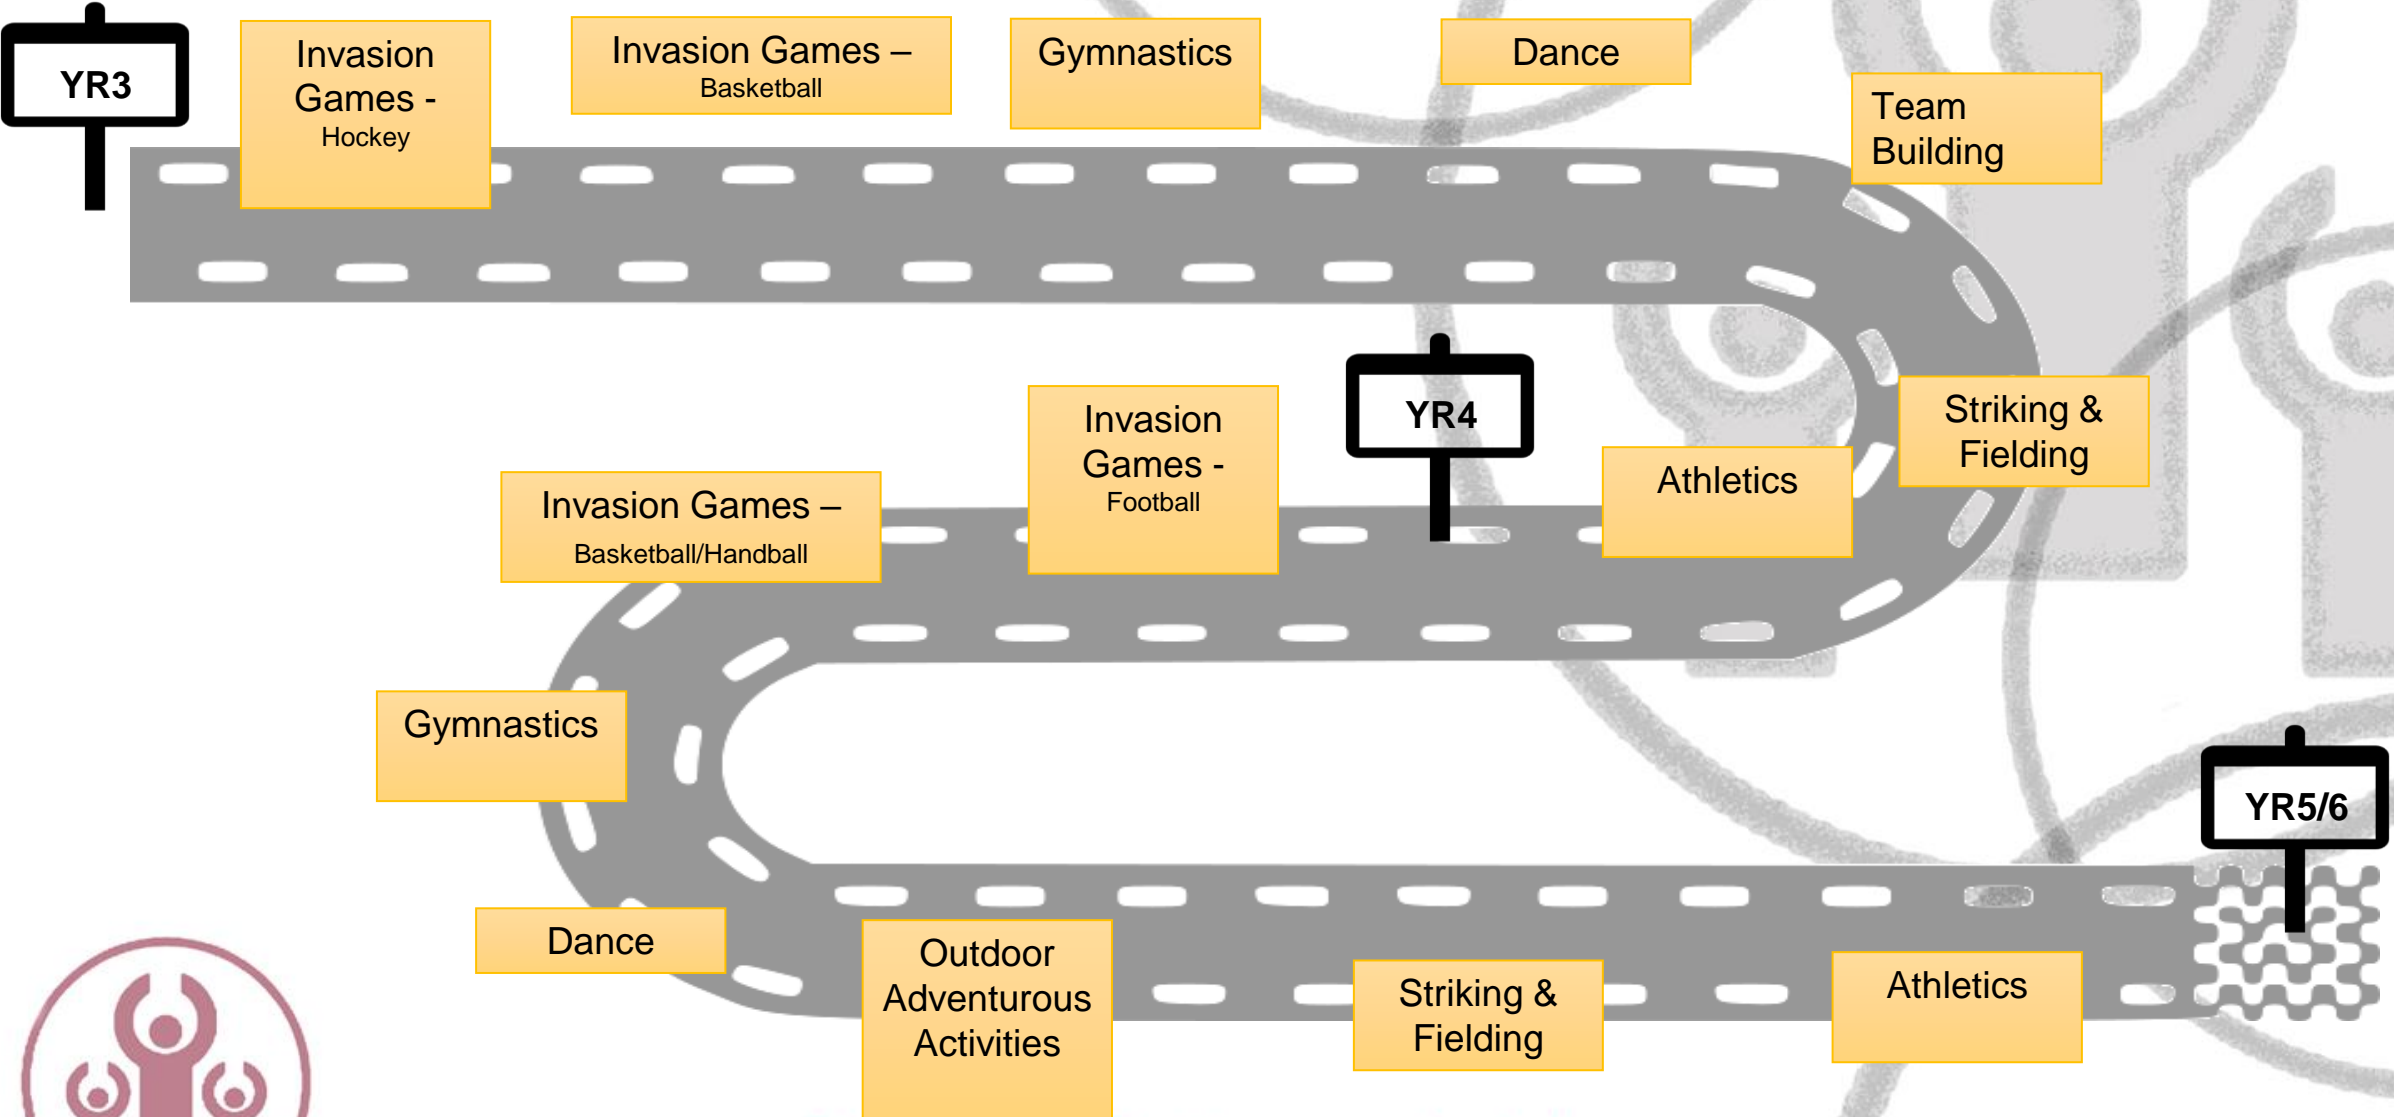 YR3
Invasion
Games -
Hockey
Invasion Games –
Basketball
Gymnastics
Dance
Team
Building
Striking &
Fielding
Athletics
YR4
Invasion
Games -
Football
Invasion Games –
Basketball/Handball
Gymnastics
Dance
Outdoor
Adventurous
Activities
Striking &
Fielding
Athletics
YR5/6